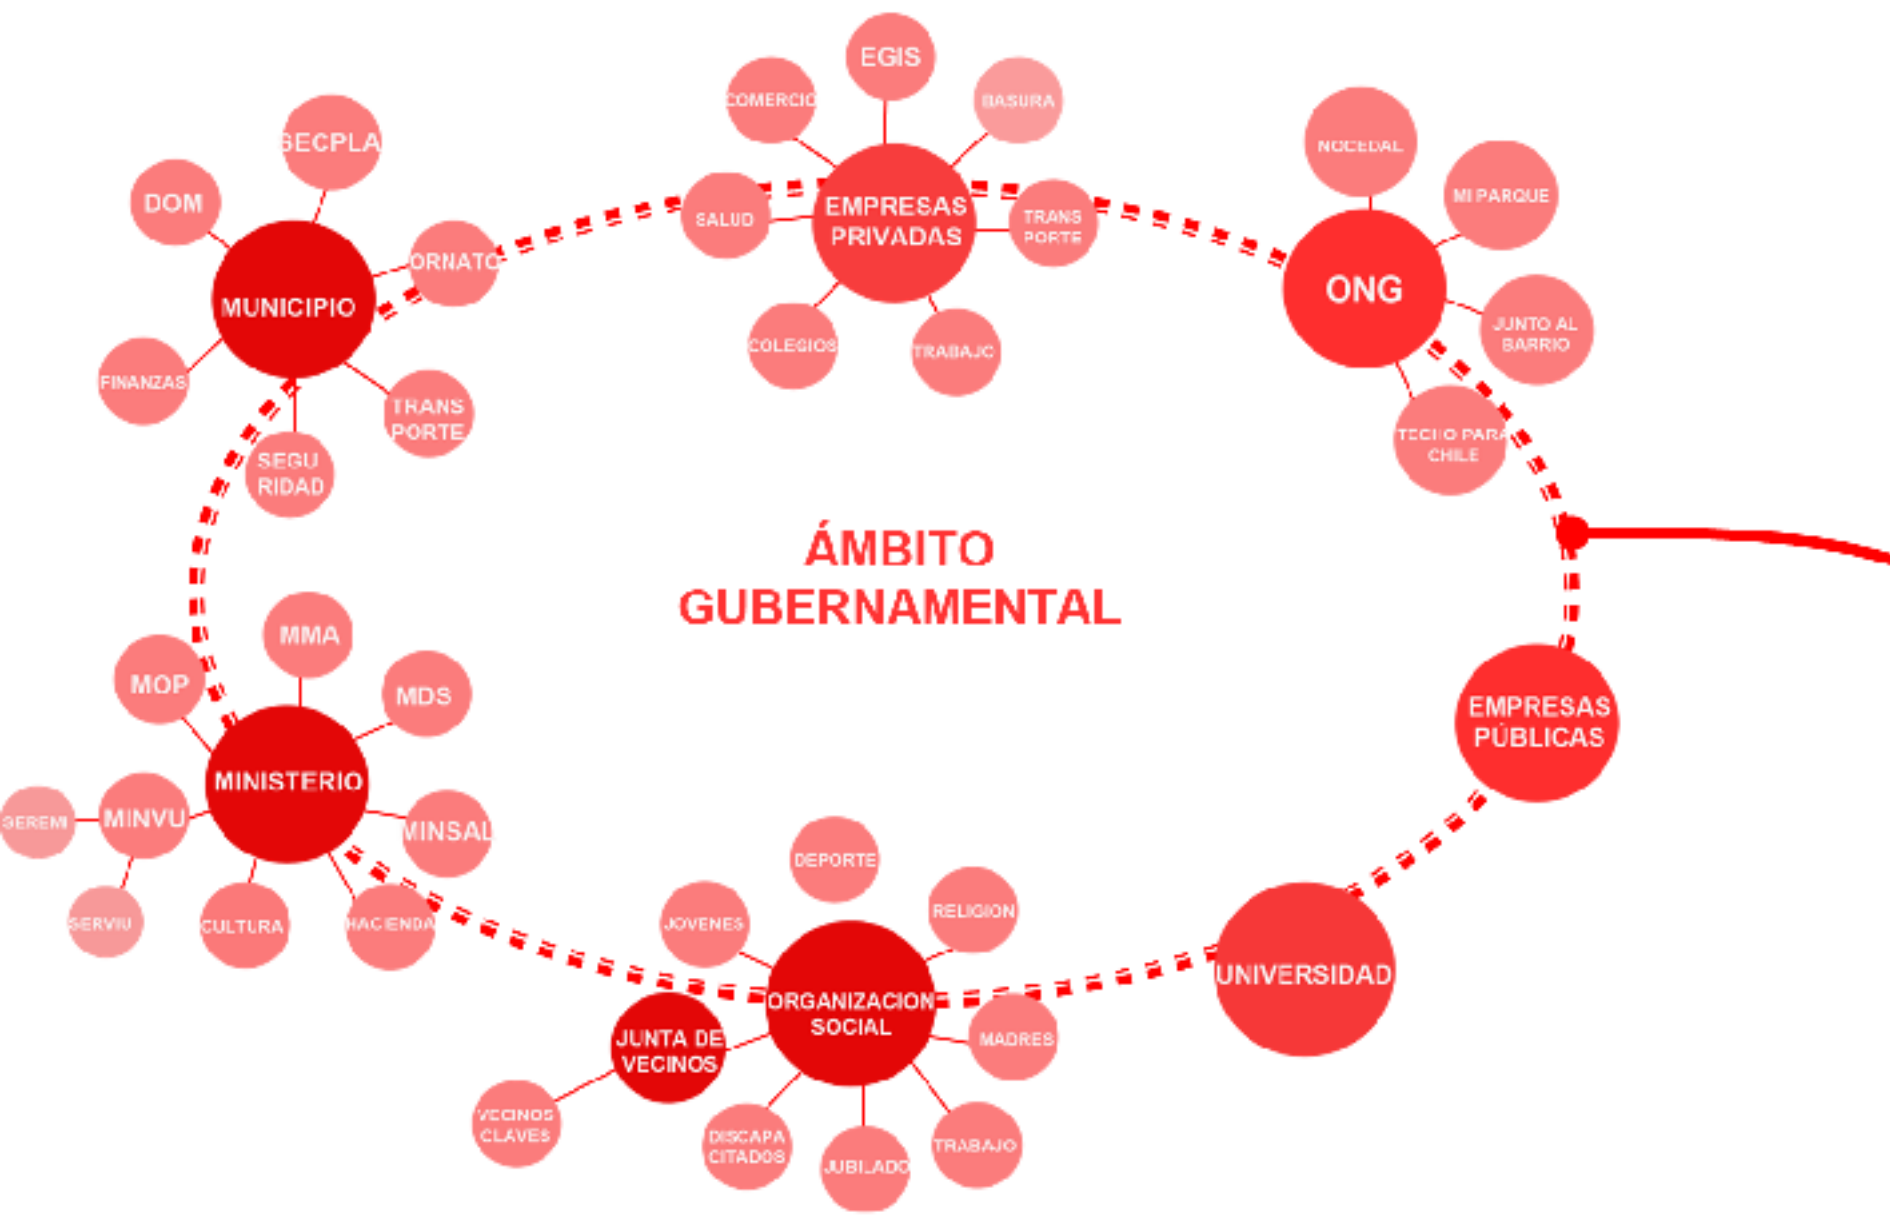 EGIS
COMERCIO
BASURA
SALUD
EMPRESAS
PRIVADAS
TRANS
PORTE
COLEGIOS
TRABAJO
SECPLA
DOM
ORNATO
MUNICIPIO
FINANZAS
TRANS
PORTE
SEGU
RIDAD
NOCEDAL
MI PARQUE
ONG
JUNTO AL
BARRIO
TECHO PARA
CHILE
ÁMBITO
GUBERNAMENTAL
MMA
MOP
MDS
MINISTERIO
SEREMI
MINVU
MINSAL
SERVIU
CULTURA
HACIENDA
EMPRESAS
PÚBLICAS
UNIVERSIDAD
DEPORTE
JOVENES
RELIGION
ORGANIZACION
SOCIAL
JUNTA DE
VECINOS
MADRES
VECINOS
CLAVES
DISCAPA
CITADOS
JUBILADO
TRABAJO